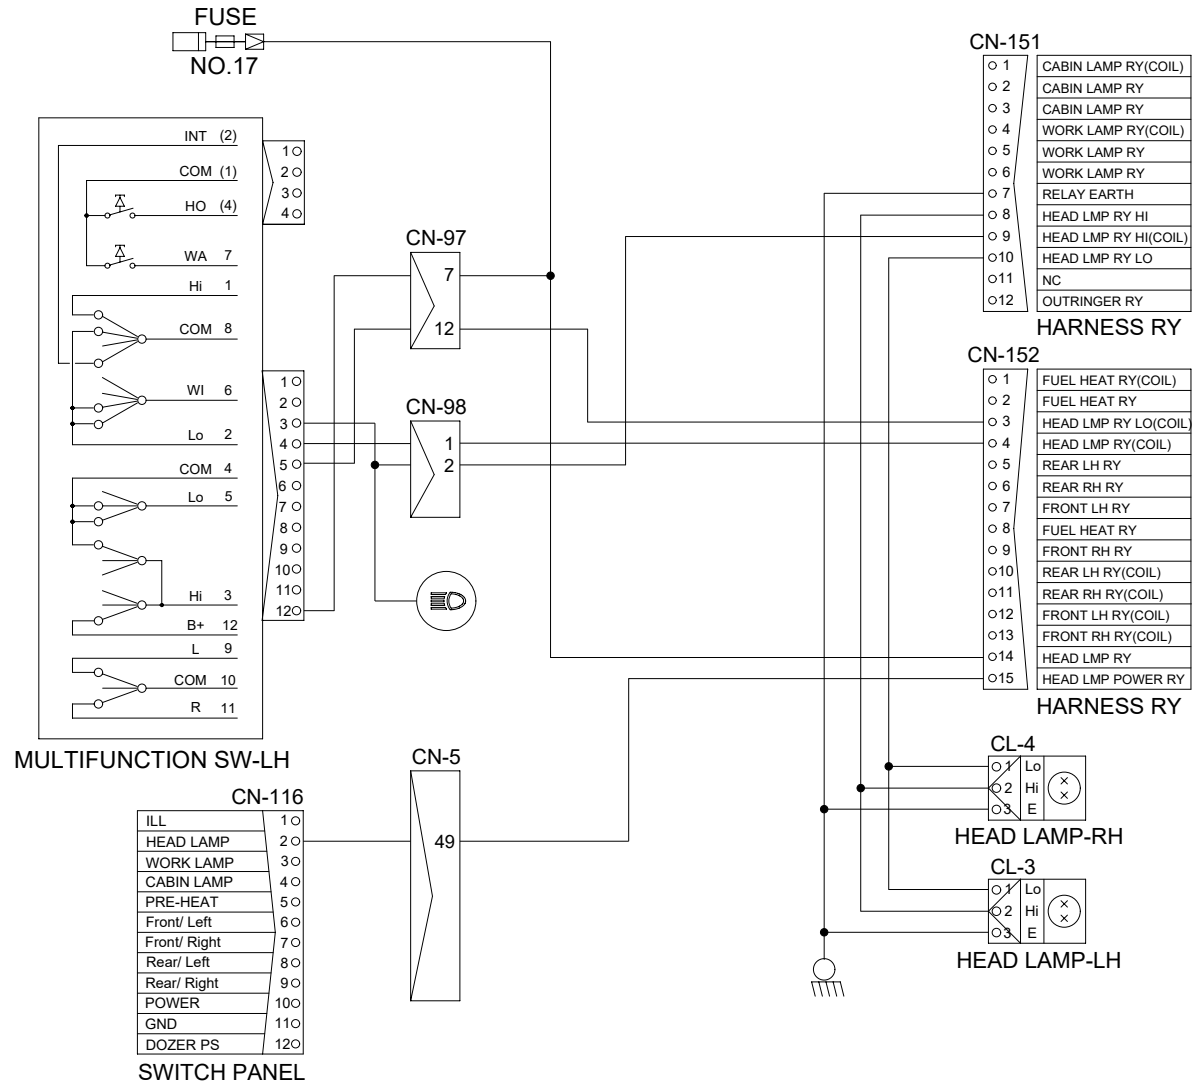 FUSE
NO.17
INT (2)
COM (1)
HO (4)
WA 7
Hi 1
COM 8
WI 6
Lo 2
COM 4
Lo 5
Hi 3
B+ 12
L 9
COM 10
R 11
1
2
3
4
1
2
3
4
5
6
7
8
9
10
11
12
MULTIFUNCTION SW-LH
CN-97
7
12
CN-98
1
2
CN-116
ILL 1
HEAD LAMP 2
WORK LAMP 3
CABIN LAMP 4
PRE-HEAT 5
Front/ Left 6
Front/ Right 7
Rear/ Left 8
Rear/ Right 9
POWER 10
GND 11
DOZER PS 12
SWITCH PANEL
CN-5
49
CN-151
1 CABIN LAMP RY(COIL)
2 CABIN LAMP RY
3 CABIN LAMP RY
4 WORK LAMP RY(COIL)
5 WORK LAMP RY
6 WORK LAMP RY
7 RELAY EARTH
8 HEAD LMP RY HI
9 HEAD LMP RY HI(COIL)
10 HEAD LMP RY LO
11 NC
12 OUTRINGER RY
HARNESS RY
CN-152
1 FUEL HEAT RY(COIL)
2 FUEL HEAT RY
3 HEAD LMP RY LO(COIL)
4 HEAD LMP RY(COIL)
5 REAR LH RY
6 REAR RH RY
7 FRONT LH RY
8 FUEL HEAT RY
9 FRONT RH RY
10 REAR LH RY(COIL)
11 REAR RH RY(COIL)
12 FRONT LH RY(COIL)
13 FRONT RH RY(COIL)
14 HEAD LMP RY
15 HEAD LMP POWER RY
HARNESS RY
CL-4
1 Lo
2 Hi
3 E
HEAD LAMP-RH
CL-3
1 Lo
2 Hi
3 E
HEAD LAMP-LH